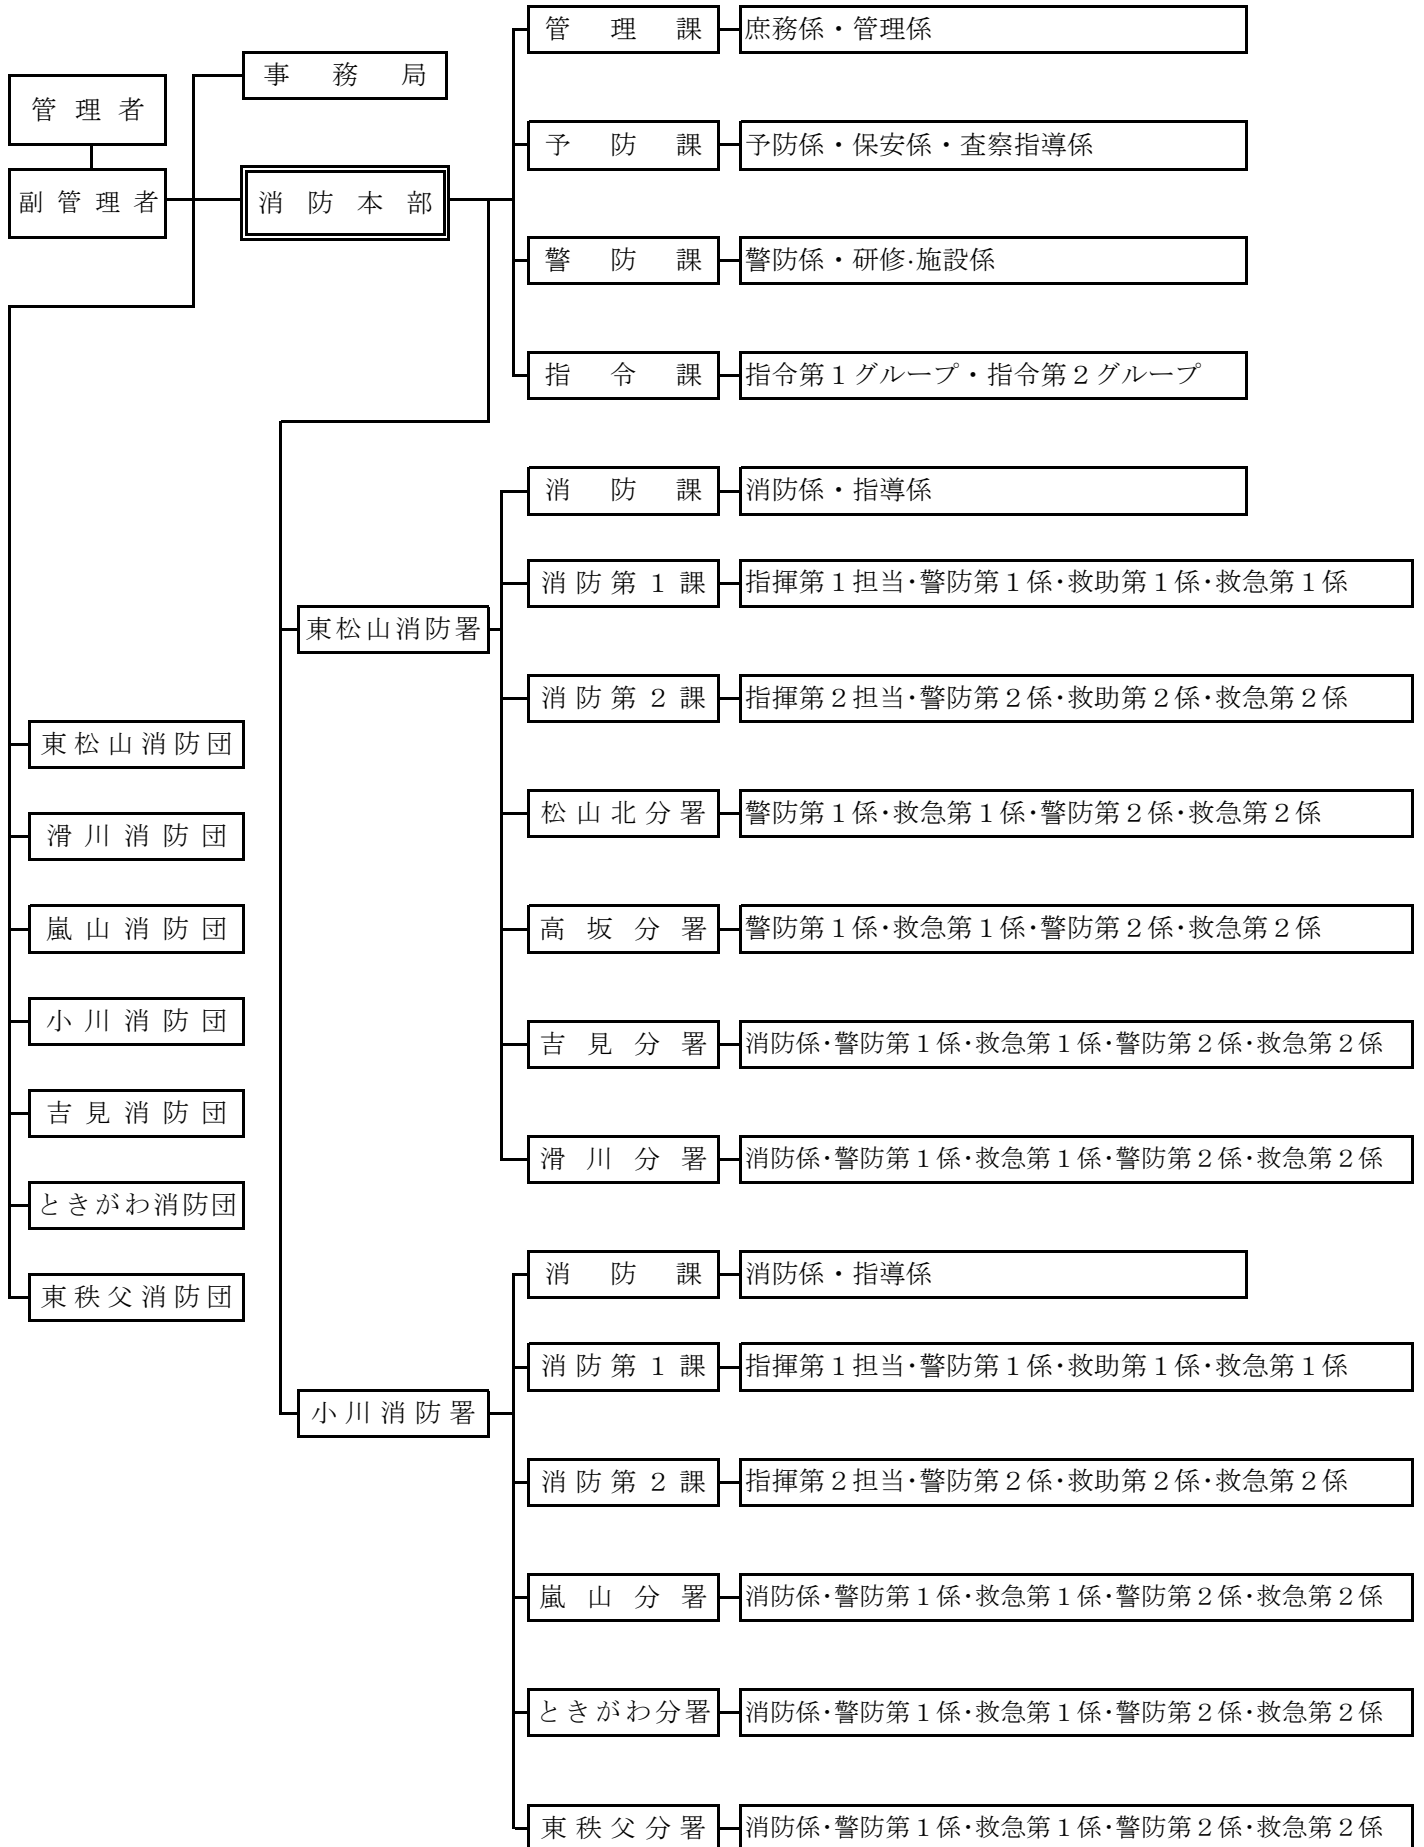 管理者
副管理者
事務局
消防本部
管理課 庶務係・管理係
予防課 予防係・保安係・査察指導係
警防課 警防係・研修·施設係
指令課 指令第１グループ・指令第２グループ
東松山消防署
消防課 消防係・指導係
消防第１課 指揮第１担当･警防第１係･救助第１係･救急第１係
消防第２課 指揮第２担当･警防第２係･救助第２係･救急第２係
松山北分署 警防第１係･救急第１係･警防第２係･救急第２係
高坂分署 警防第１係･救急第１係･警防第２係･救急第２係
吉見分署 消防係･警防第１係･救急第１係･警防第２係･救急第２係
滑川分署 消防係･警防第１係･救急第１係･警防第２係･救急第２係
小川消防署
消防課 消防係・指導係
消防第１課 指揮第１担当･警防第１係･救助第１係･救急第１係
消防第２課 指揮第２担当･警防第２係･救助第２係･救急第２係
嵐山分署 消防係･警防第１係･救急第１係･警防第２係･救急第２係
ときがわ分署 消防係･警防第１係･救急第１係･警防第２係･救急第２係
東秩父分署 消防係･警防第１係･救急第１係･警防第２係･救急第２係
東松山消防団
滑川消防団
嵐山消防団
小川消防団
吉見消防団
ときがわ消防団
東秩父消防団